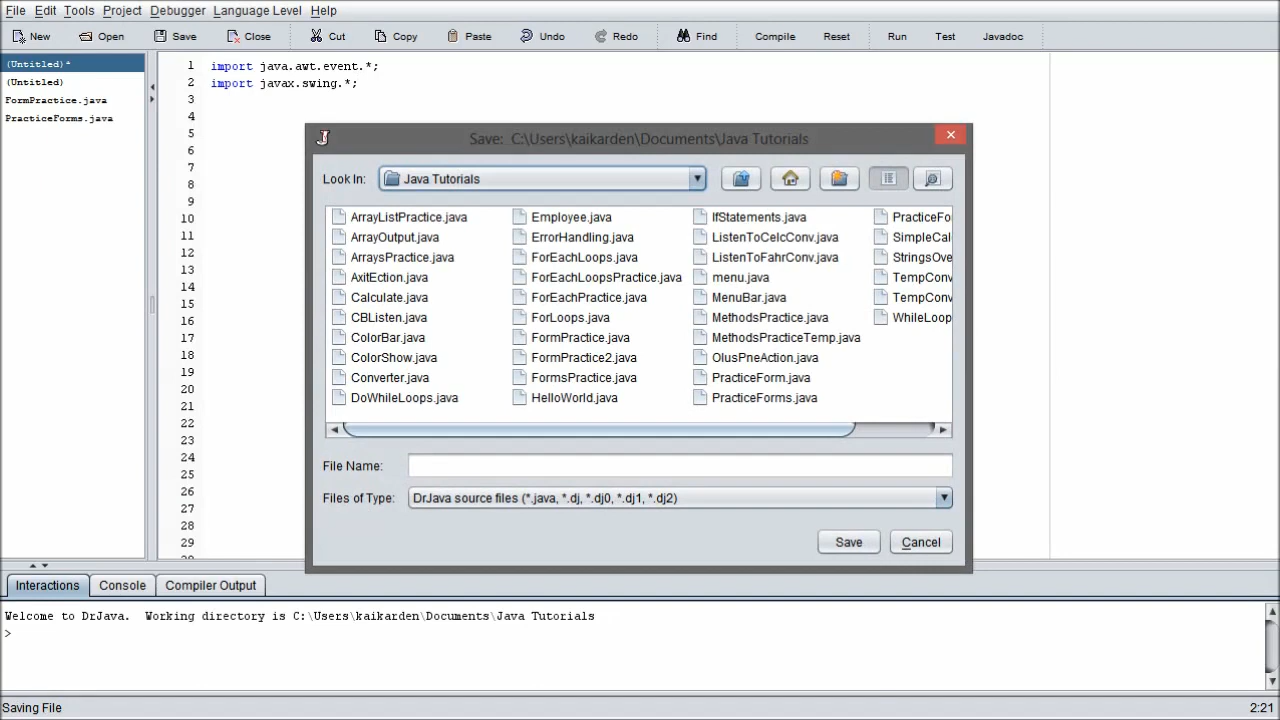 File Edit Tools Project Debugger Language Level Help
New Open Save Close Cut Copy Paste Undo Redo Find Compile Reset Run Test Javadoc
(Untitled)*
(Untitled)
FormPractice.java
PracticeForms.java
1 import java.awt.event.*;
2 import javax.swing.*;
3
4
5
6
7
8
9
10
11
12
13
14
15
16
17
18
19
20
21
22
23
24
25
26
27
28
29
Save: C:\Users\kaikarden\Documents\Java Tutorials
Look In: Java Tutorials
ArrayListPractice.java Employee.java IfStatements.java PracticeFo
ArrayOutput.java ErrorHandling.java ListenToCelcConv.java SimpleCal
ArraysPractice.java ForEachLoops.java ListenToFahrConv.java StringsOve
AxitEction.java ForEachLoopsPractice.java menu.java TempConv
Calculate.java ForEachPractice.java MenuBar.java TempConv
CBListen.java ForLoops.java MethodsPractice.java WhileLoop
ColorBar.java FormPractice.java MethodsPracticeTemp.java
ColorShow.java FormPractice2.java OlusPneAction.java
Converter.java FormsPractice.java PracticeForm.java
DoWhileLoops.java HelloWorld.java PracticeForms.java
File Name:
Files of Type: DrJava source files (*.java, *.dj, *.dj0, *.dj1, *.dj2)
Save Cancel
Interactions Console Compiler Output
Welcome to DrJava. Working directory is C:\Users\kaikarden\Documents\Java Tutorials
>
Saving File 2:21